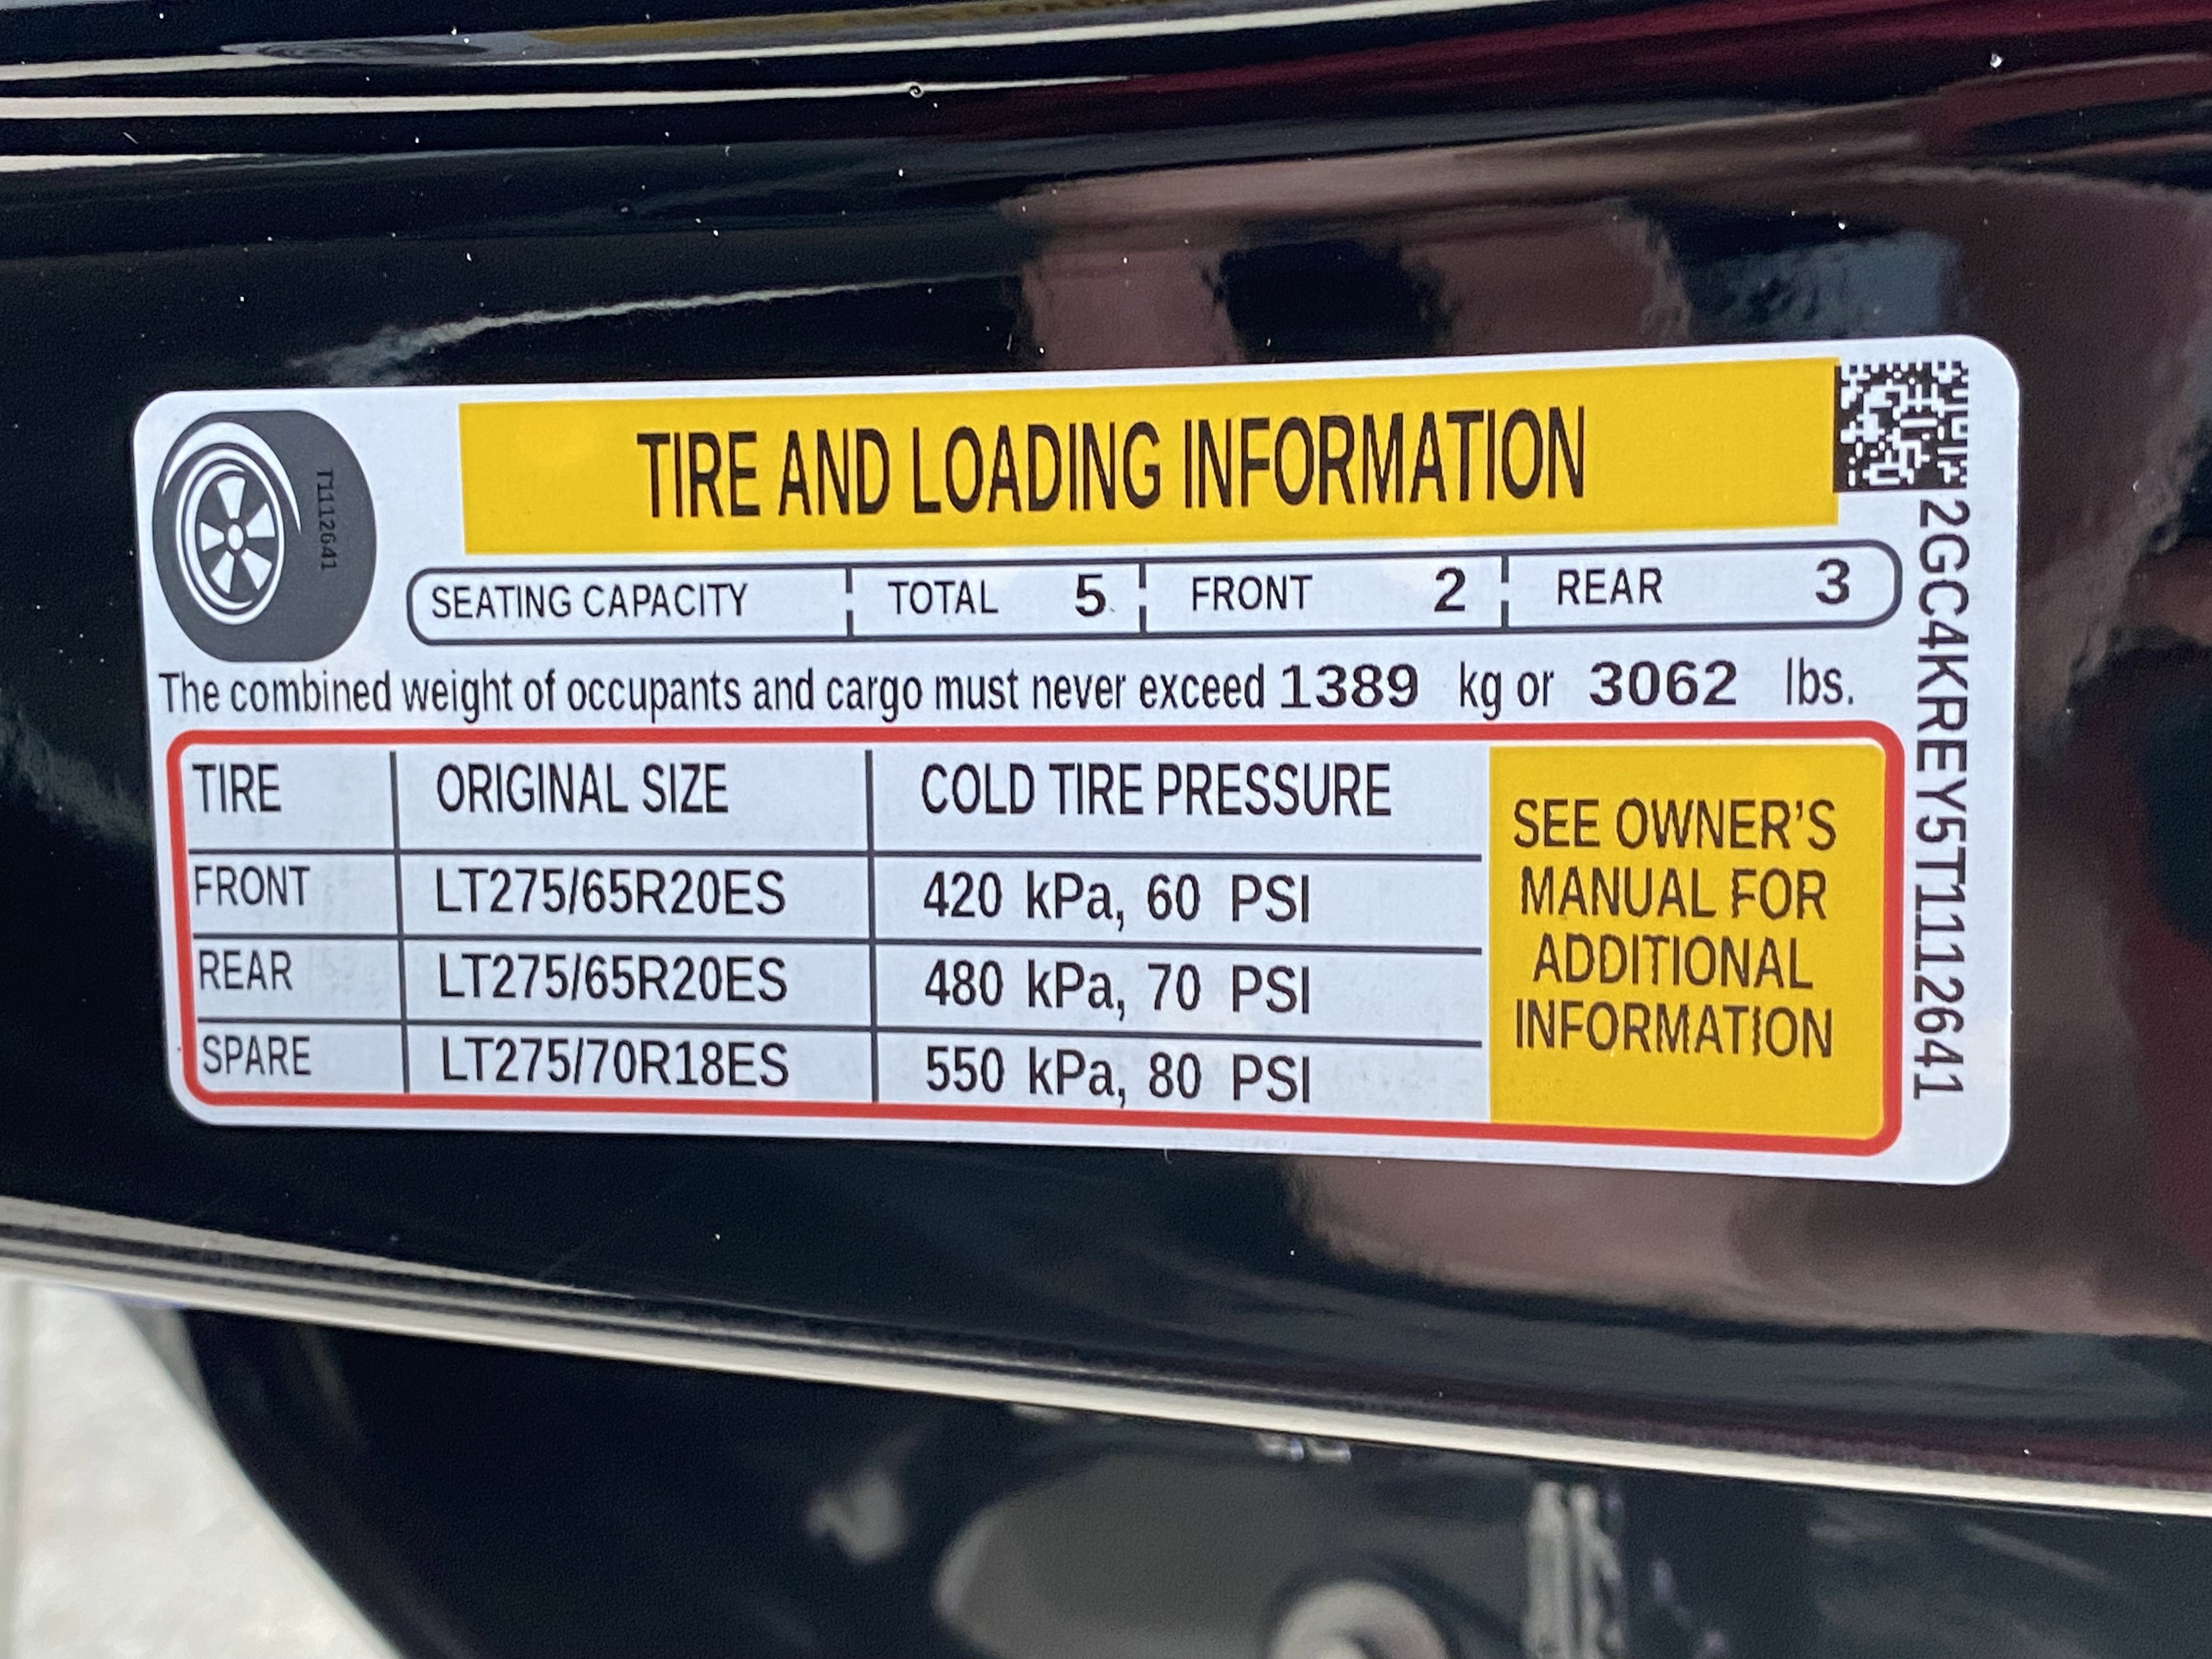 TIRE AND LOADING INFORMATION
T1112641
SEATING CAPACITY TOTAL 5 FRONT 2 REAR 3
The combined weight of occupants and cargo must never exceed 1389 kg or 3062 lbs.
TIRE ORIGINAL SIZE COLD TIRE PRESSURE
FRONT LT275/65R20ES 420 kPa, 60 PSI
REAR LT275/65R20ES 480 kPa, 70 PSI
SPARE LT275/70R18ES 550 kPa, 80 PSI
SEE OWNER'S
MANUAL FOR
ADDITIONAL
INFORMATION
2GC4KREY5T1112641